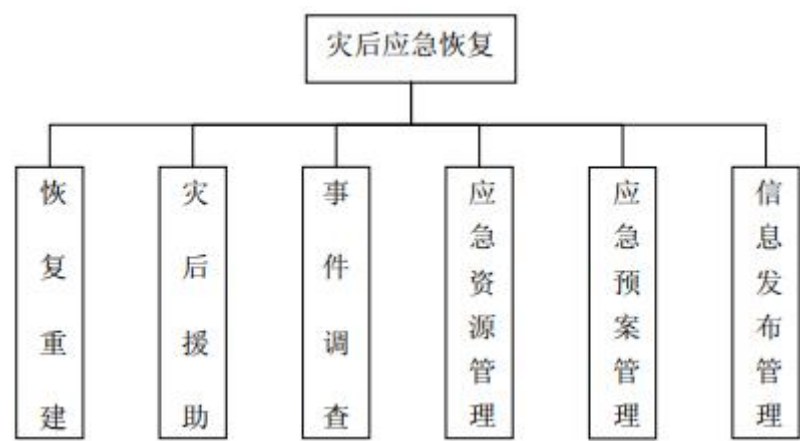 灾后应急恢复
恢复重建
灾后援助
事件调查
应急资源管理
应急预案管理
信息发布管理